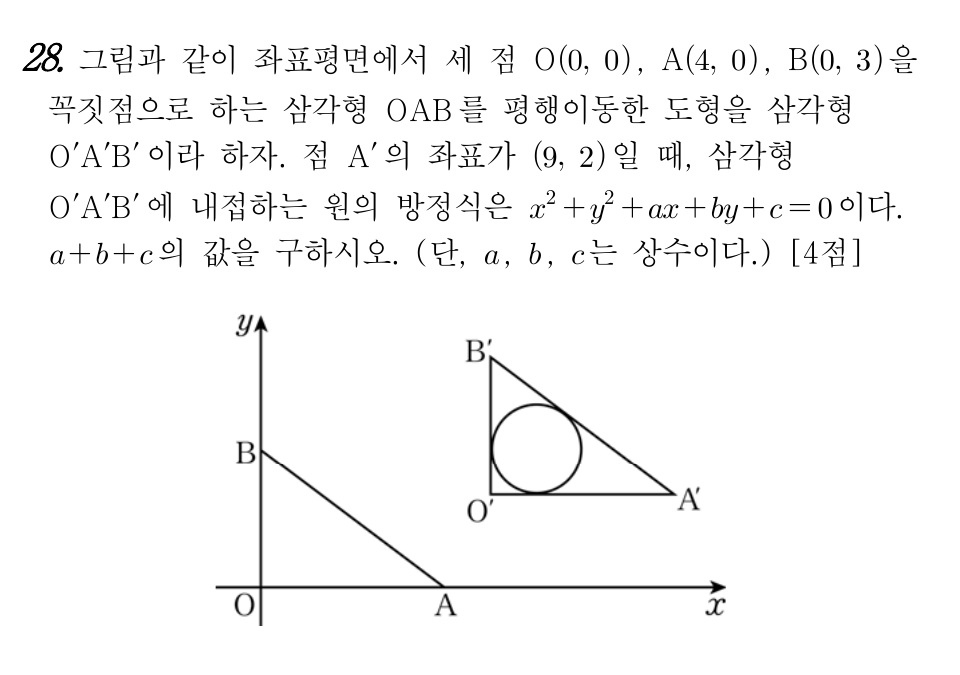 28. 그림과 같이 좌표평면에서 세 점 O(0, 0), A(4, 0), B(0, 3)을
꼭짓점으로 하는 삼각형 OAB를 평행이동한 도형을 삼각형
O′A′B′이라 하자. 점 A′의 좌표가 (9, 2)일 때, 삼각형
O′A′B′에 내접하는 원의 방정식은 x²+y²+ax+by+c=0이다.
a+b+c의 값을 구하시오. (단, a, b, c는 상수이다.) [4점]
y
B′
B
A′
O′
O
A
x